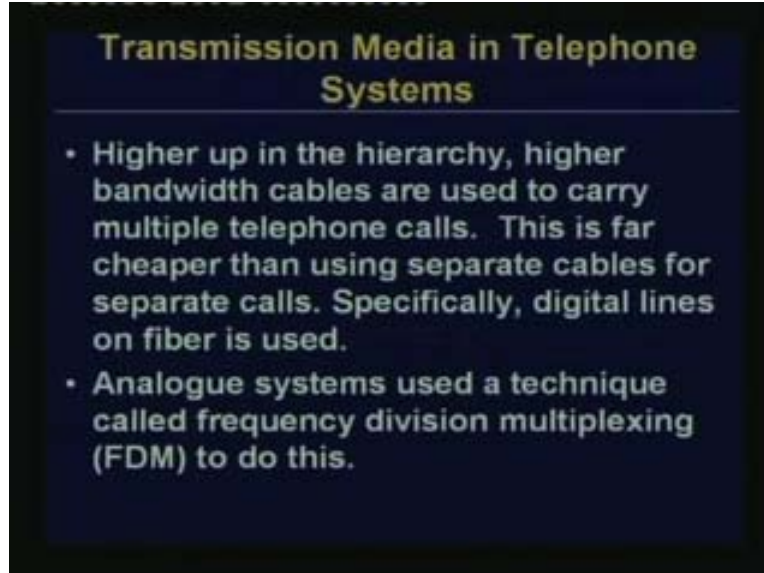 Transmission Media in Telephone
Systems
• Higher up in the hierarchy, higher
bandwidth cables are used to carry
multiple telephone calls. This is far
cheaper than using separate cables for
separate calls. Specifically, digital lines
on fiber is used.
• Analogue systems used a technique
called frequency division multiplexing
(FDM) to do this.